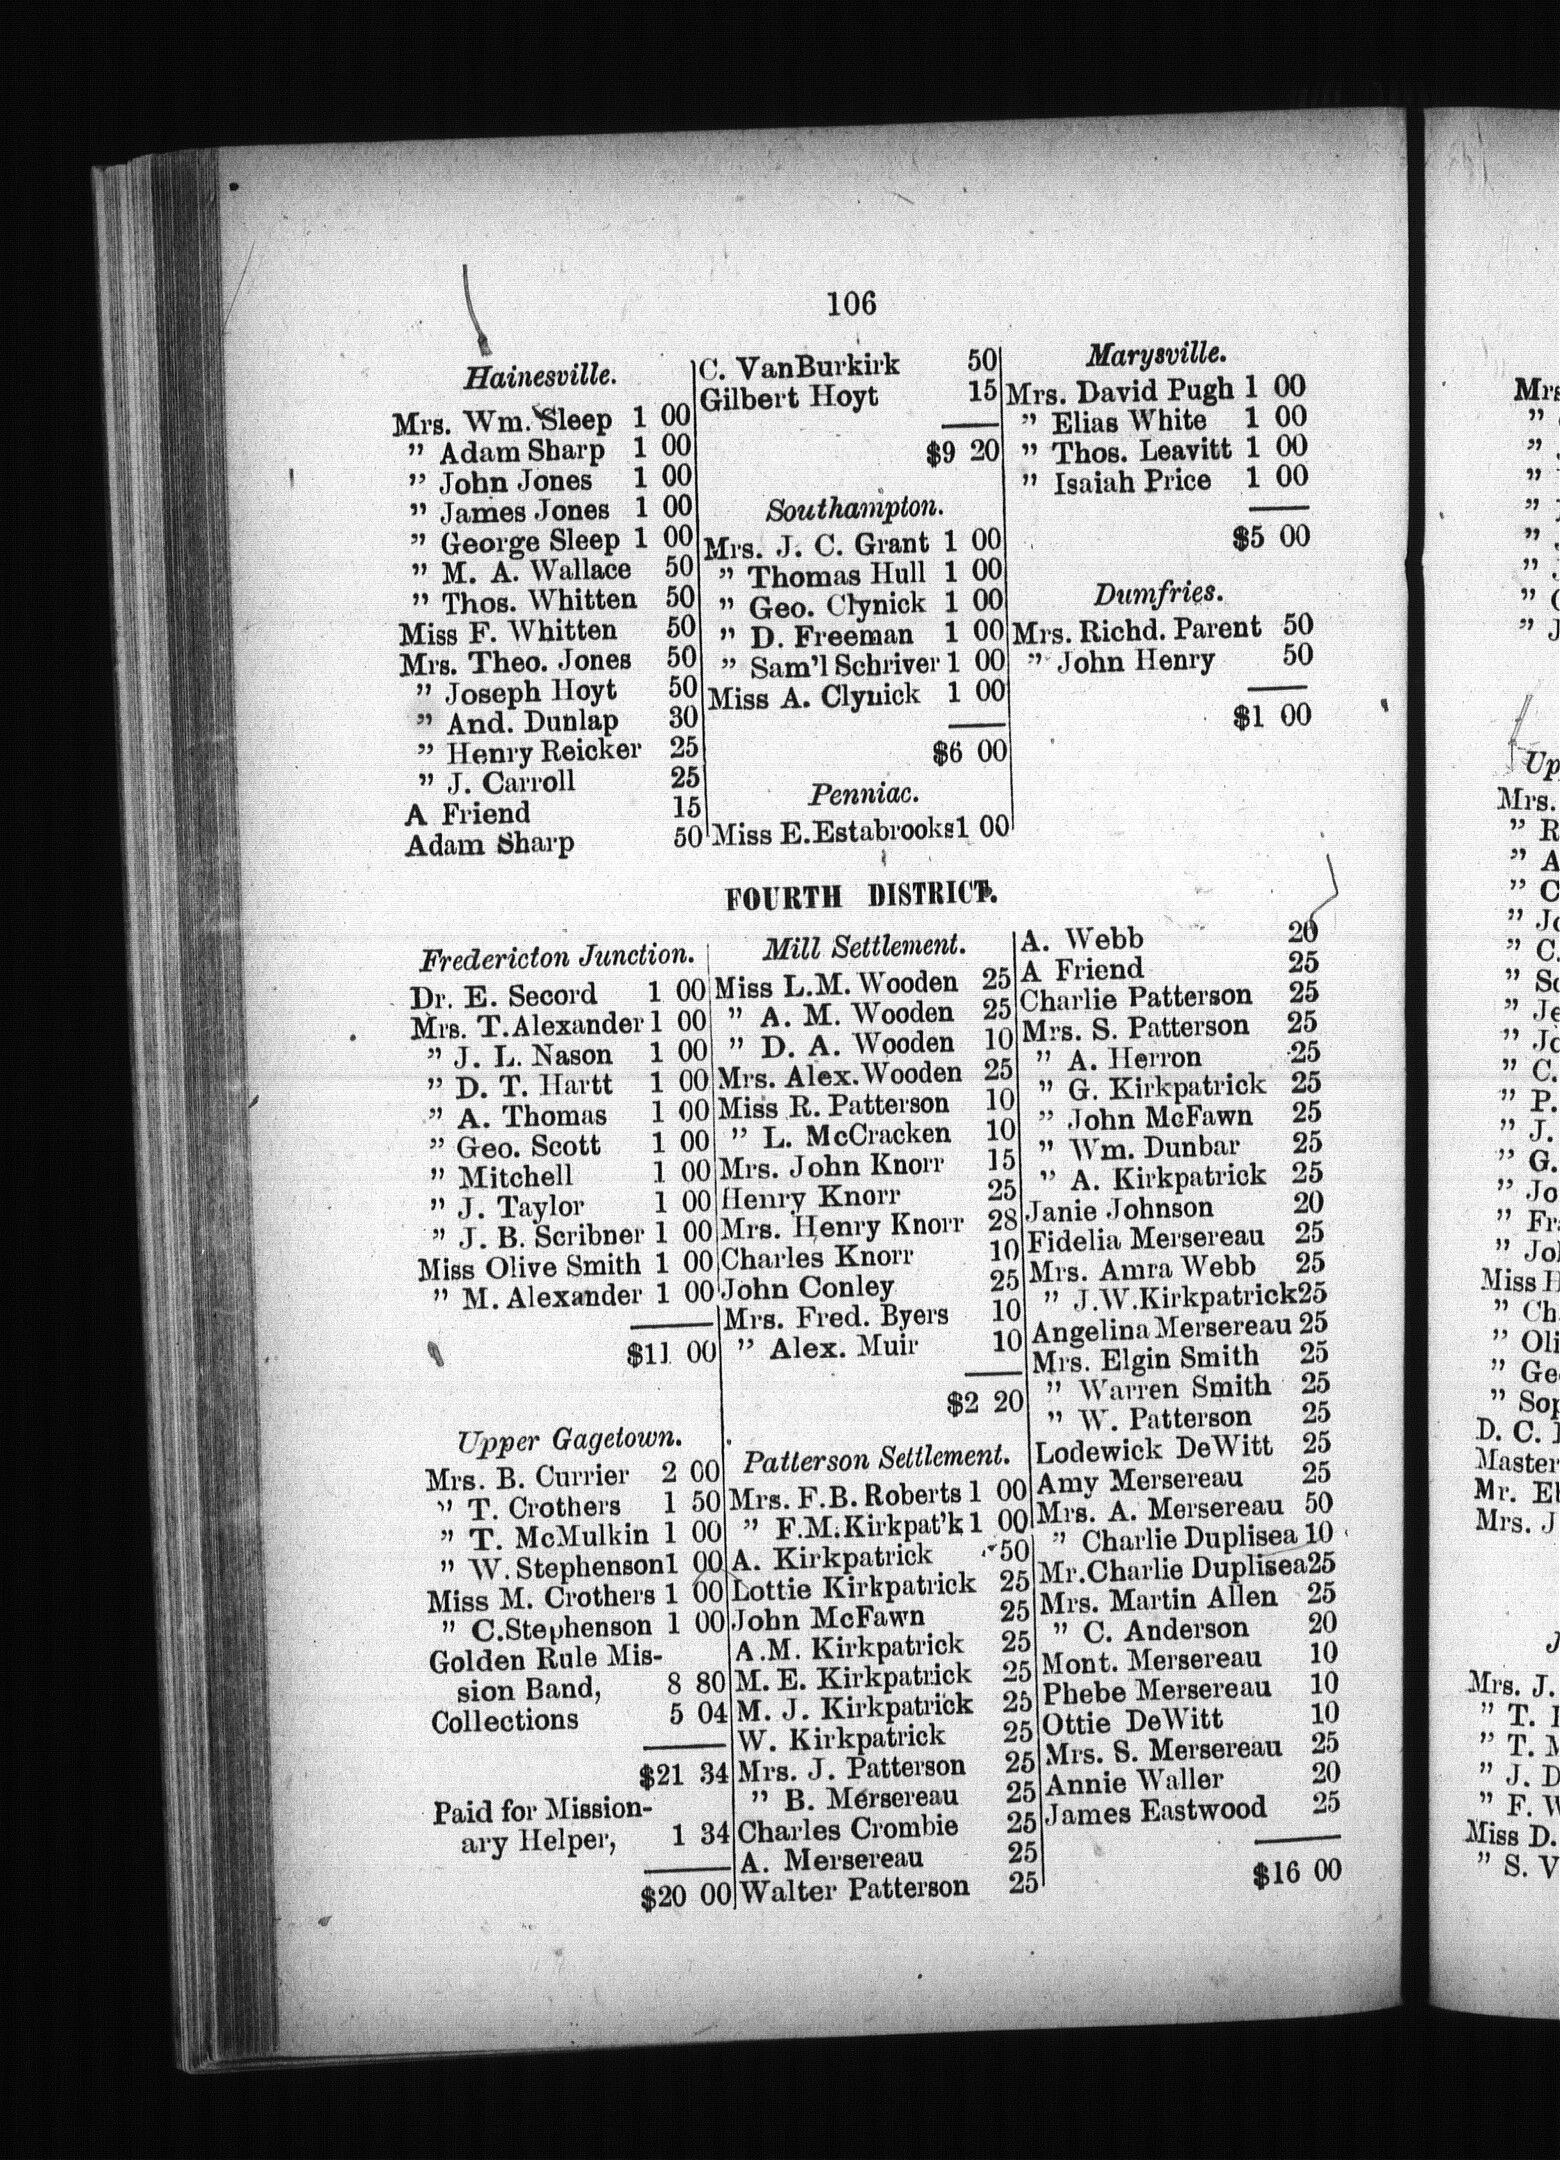 106
Hainesville.
Mrs. Wm. Sleep 1 00
" Adam Sharp 1 00
" John Jones 1 00
" James Jones 1 00
" George Sleep 1 00
" M. A. Wallace 50
" Thos. Whitten 50
Miss F. Whitten 50
Mrs. Theo. Jones 50
" Joseph Hoyt 50
" And. Dunlap 30
" Henry Reicker 25
" J. Carroll 25
A Friend 15
Adam Sharp 50
C. VanBurkirk 50
Gilbert Hoyt 15
$9 20
Southampton.
Mrs. J. C. Grant 1 00
" Thomas Hull 1 00
" Geo. Clynick 1 00
" D. Freeman 1 00
" Sam'l Schriver 1 00
Miss A. Clynick 1 00
$6 00
Penniac.
Miss E. Estabrooks 1 00
Marysville.
Mrs. David Pugh 1 00
" Elias White 1 00
" Thos. Leavitt 1 00
" Isaiah Price 1 00
$5 00
Dumfries.
Mrs. Richd. Parent 50
" John Henry 50
$1 00
FOURTH DISTRICT.
Fredericton Junction.
Dr. E. Secord 1 00
Mrs. T. Alexander 1 00
" J. L. Nason 1 00
" D. T. Hartt 1 00
" A. Thomas 1 00
" Geo. Scott 1 00
" Mitchell 1 00
" J. Taylor 1 00
" J. B. Scribner 1 00
Miss Olive Smith 1 00
" M. Alexander 1 00
$11 00
Upper Gagetown.
Mrs. B. Currier 2 00
" T. Crothers 1 50
" T. McMulkin 1 00
" W. Stephenson 1 00
Miss M. Crothers 1 00
" C. Stephenson 1 00
Golden Rule Mis-
sion Band, 8 80
Collections 5 04
$21 34
Paid for Mission-
ary Helper, 1 34
$20 00
Mill Settlement.
Miss L.M. Wooden 25
" A. M. Wooden 25
" D. A. Wooden 10
Mrs. Alex. Wooden 25
Miss R. Patterson 10
" L. McCracken 10
Mrs. John Knorr 15
Henry Knorr 25
Mrs. Henry Knorr 28
Charles Knorr 10
John Conley 25
Mrs. Fred. Byers 10
" Alex. Muir 10
$2 20
Patterson Settlement.
Mrs. F.B. Roberts 1 00
" F.M. Kirkpat'k 1 00
A. Kirkpatrick 50
Lottie Kirkpatrick 25
John McFawn 25
A.M. Kirkpatrick 25
M. E. Kirkpatrick 25
M. J. Kirkpatrick 25
W. Kirkpatrick 25
Mrs. J. Patterson 25
" B. Mersereau 25
Charles Crombie 25
A. Mersereau 25
Walter Patterson 25
A. Webb 20
A Friend 25
Charlie Patterson 25
Mrs. S. Patterson 25
" A. Herron 25
" G. Kirkpatrick 25
" John McFawn 25
" Wm. Dunbar 25
" A. Kirkpatrick 25
Janie Johnson 20
Fidelia Mersereau 25
Mrs. Amra Webb 25
" J.W. Kirkpatrick 25
Angelina Mersereau 25
Mrs. Elgin Smith 25
" Warren Smith 25
" W. Patterson 25
Lodewick DeWitt 25
Amy Mersereau 25
Mrs. A. Mersereau 50
" Charlie Duplisea 10
Mr. Charlie Duplisea 25
Mrs. Martin Allen 25
" C. Anderson 20
Mont. Mersereau 10
Phebe Mersereau 10
Ottie DeWitt 10
Mrs. S. Mersereau 25
Annie Waller 20
James Eastwood 25
$16 00